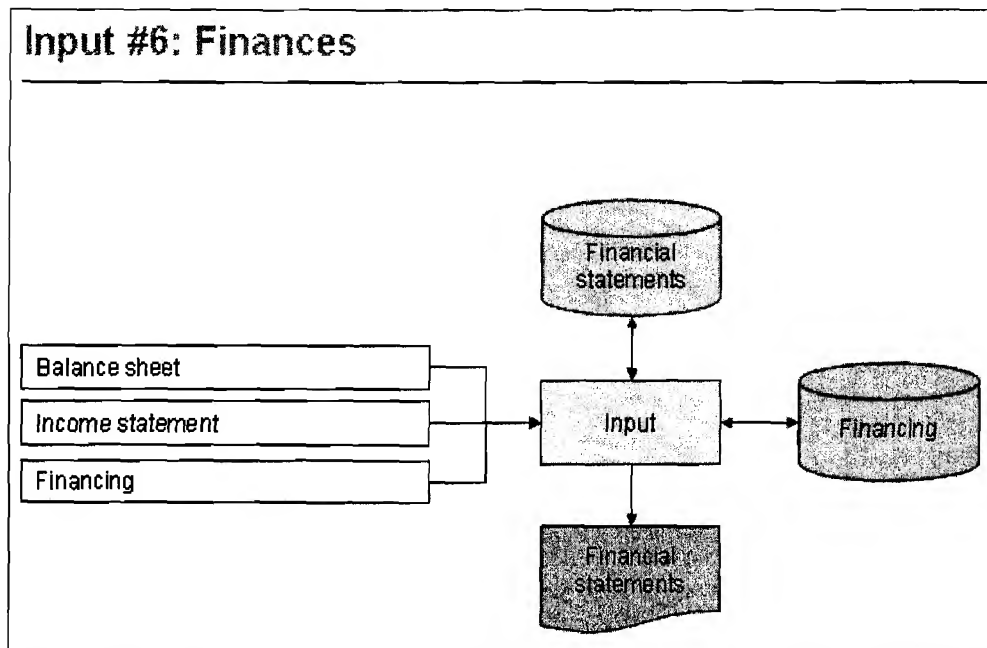 Input #6: Finances
Financial
statements
Balance sheet
Income statement
Financing
Input
Financing
Financial
statements